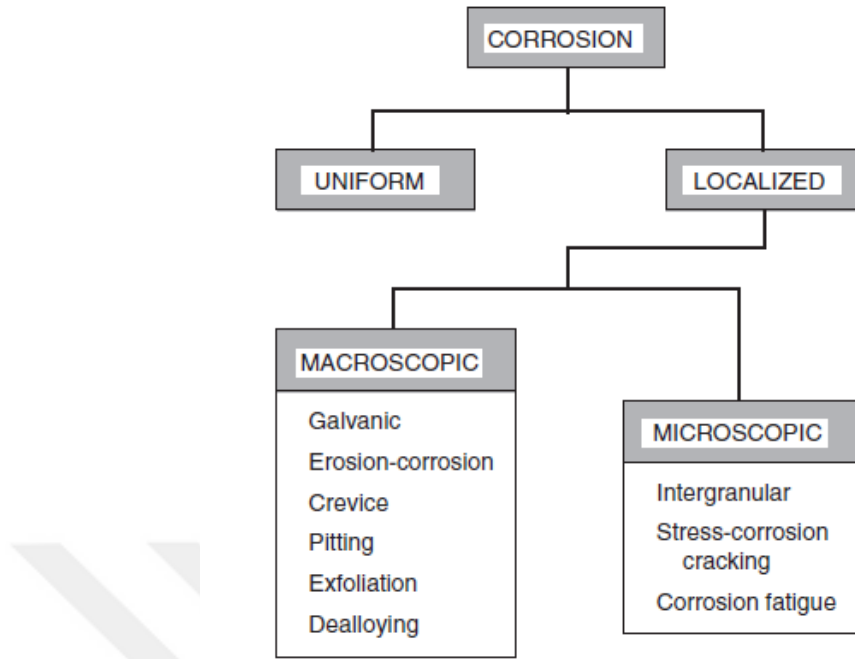 CORROSION
UNIFORM
LOCALIZED
MACROSCOPIC
Galvanic
Erosion-corrosion
Crevice
Pitting
Exfoliation
Dealloying
MICROSCOPIC
Intergranular
Stress-corrosion
cracking
Corrosion fatigue